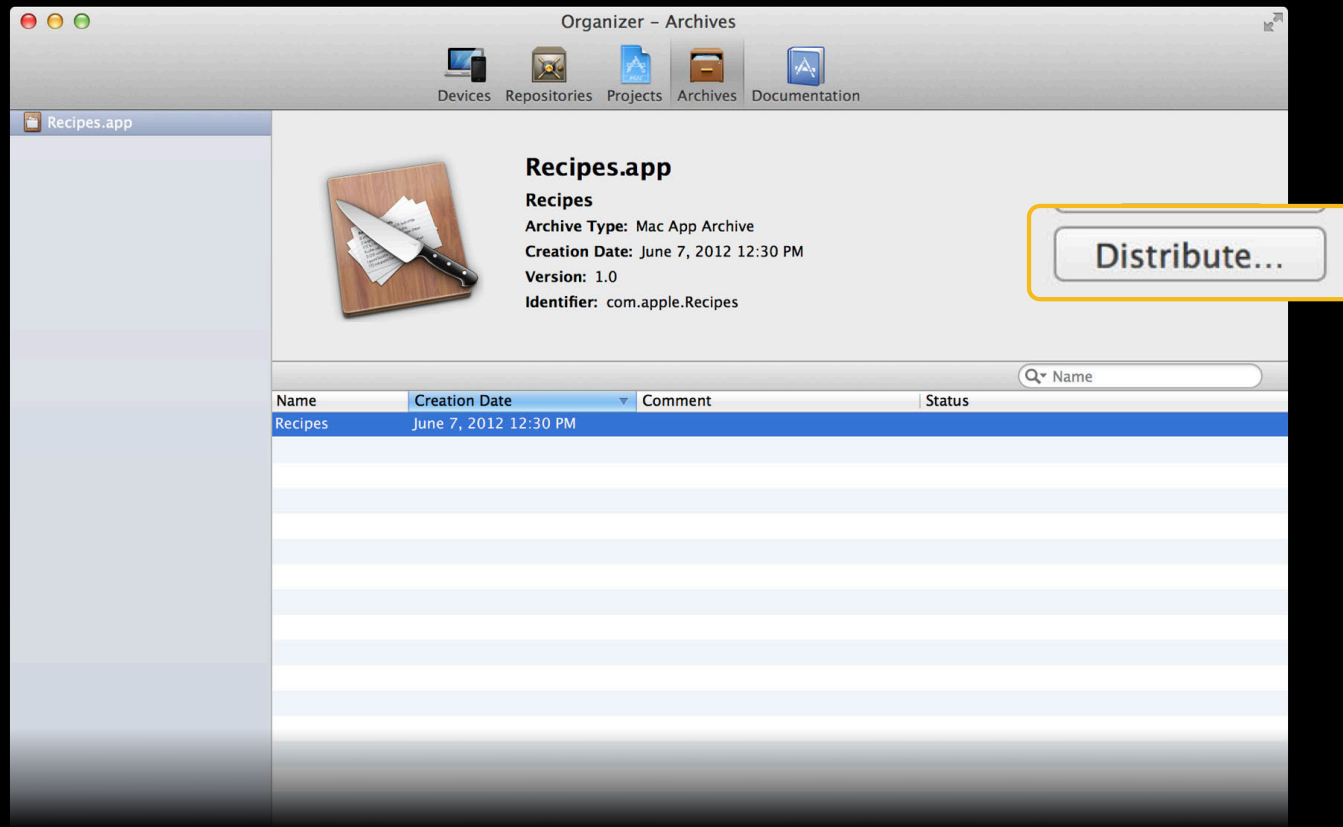 Organizer – Archives
Devices Repositories Projects Archives Documentation
Recipes.app
Recipes.app
Recipes
Archive Type: Mac App Archive
Creation Date: June 7, 2012 12:30 PM
Version: 1.0
Identifier: com.apple.Recipes
Distribute...
Name
Name Creation Date Comment Status
Recipes June 7, 2012 12:30 PM